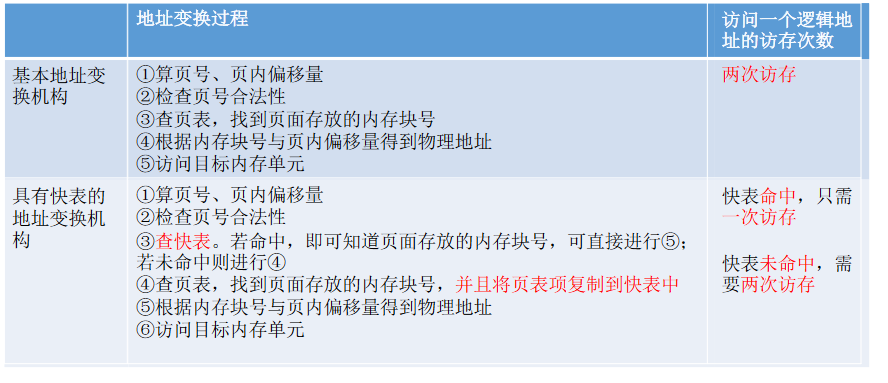 地址变换过程
访问一个逻辑地
址的访存次数
基本地址变
换机构
①算页号、页内偏移量
②检查页号合法性
③查页表，找到页面存放的内存块号
④根据内存块号与页内偏移量得到物理地址
⑤访问目标内存单元
两次访存
具有快表的
地址变换机
构
①算页号、页内偏移量
②检查页号合法性
③查快表。若命中，即可知道页面存放的内存块号，可直接进行⑤；
若未命中则进行④
④查页表，找到页面存放的内存块号，并且将页表项复制到快表中
⑤根据内存块号与页内偏移量得到物理地址
⑥访问目标内存单元
快表命中，只需
一次访存
快表未命中，需
要两次访存